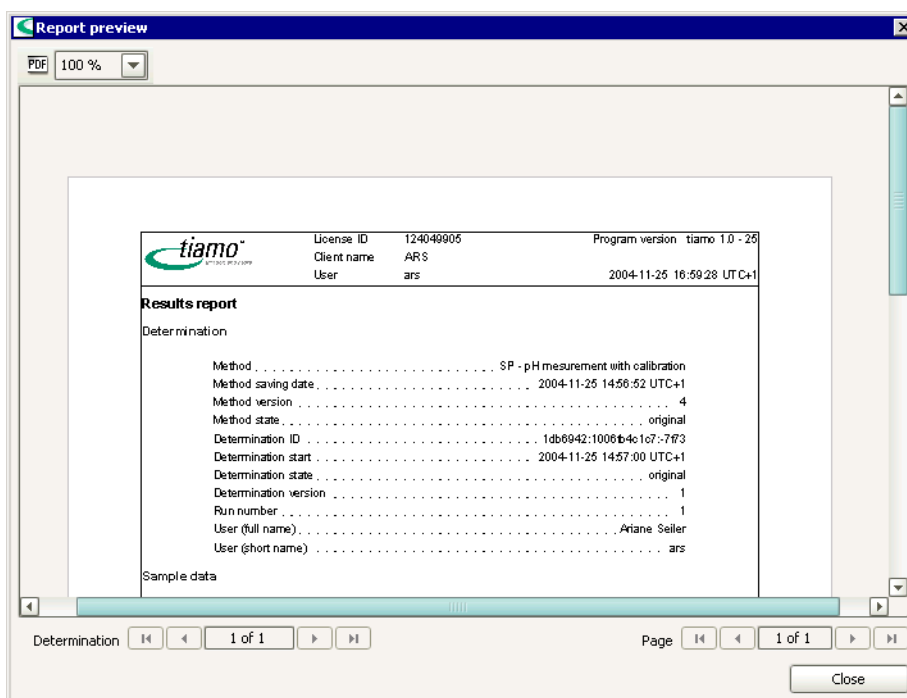 Report preview
PDF 100 %
tiamo™ License ID 124049905 Program version tiamo 1.0 - 25
Client name ARS
User ars 2004-11-25 16:59:28 UTC+1
Results report
Determination
Method . . . . . . . . . . . . . . . . . . . . . . . . . . . SP - pH mesurement with calibration
Method saving date . . . . . . . . . . . . . . . . . . . . . . . . 2004-11-25 14:56:52 UTC+1
Method version . . . . . . . . . . . . . . . . . . . . . . . . . . . . . . . . . . . . . . . . . 4
Method state . . . . . . . . . . . . . . . . . . . . . . . . . . . . . . . . . . . . . . . original
Determination ID . . . . . . . . . . . . . . . . . . . . . . . . . . 1db6942:1006fb4c1c7:-7f73
Determination start . . . . . . . . . . . . . . . . . . . . . . . . 2004-11-25 14:57:00 UTC+1
Determination state . . . . . . . . . . . . . . . . . . . . . . . . . . . . . . . . . . . original
Determination version . . . . . . . . . . . . . . . . . . . . . . . . . . . . . . . . . . . . . 1
Run number . . . . . . . . . . . . . . . . . . . . . . . . . . . . . . . . . . . . . . . . . . . 1
User (full name) . . . . . . . . . . . . . . . . . . . . . . . . . . . . . . . . . . . Ariane Seiler
User (short name) . . . . . . . . . . . . . . . . . . . . . . . . . . . . . . . . . . . . . . . ars
Sample data
Determination 1 of 1 Page 1 of 1
Close